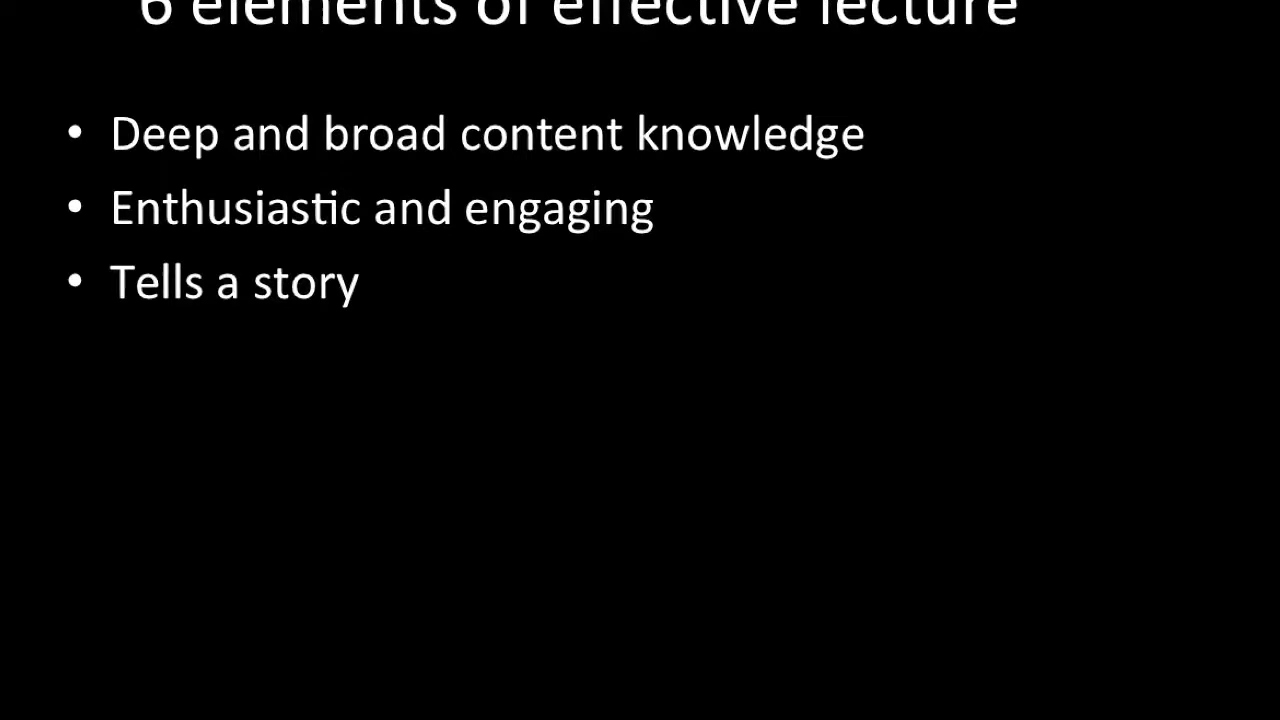 6 elements of effective lecture
• Deep and broad content knowledge
• Enthusiastic and engaging
• Tells a story